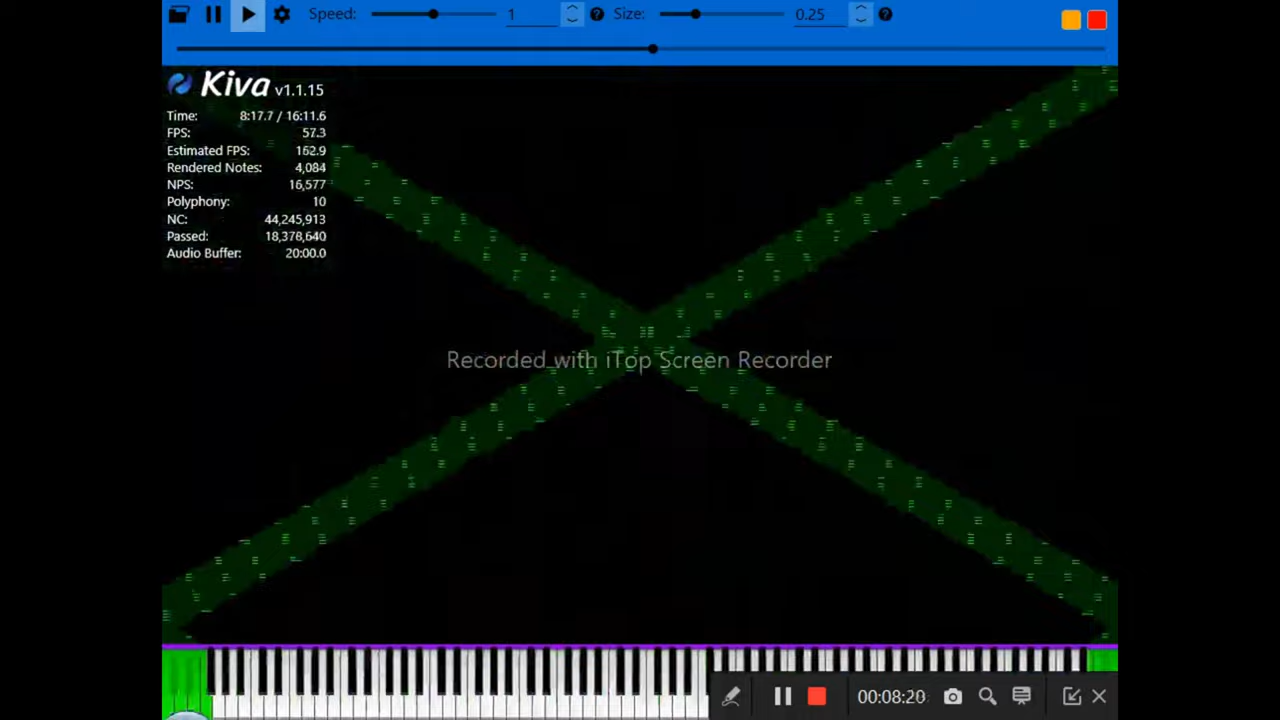 Speed: 1 Size: 0.25
Kiva v1.1.15
Time: 8:17.7 / 16:11.6
FPS: 57.3
Estimated FPS: 162.9
Rendered Notes: 4,084
NPS: 16,577
Polyphony: 10
NC: 44,245,913
Passed: 18,378,640
Audio Buffer: 20:00.0
Recorded with iTop Screen Recorder
00:08:20